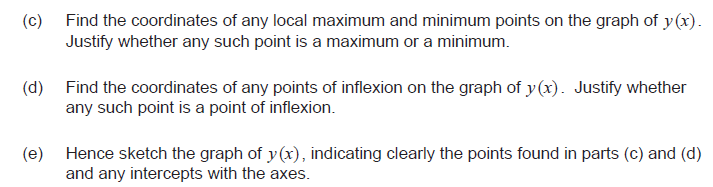 (c) Find the coordinates of any local maximum and minimum points on the graph of y(x).
Justify whether any such point is a maximum or a minimum.
(d) Find the coordinates of any points of inflexion on the graph of y(x). Justify whether
any such point is a point of inflexion.
(e) Hence sketch the graph of y(x), indicating clearly the points found in parts (c) and (d)
and any intercepts with the axes.